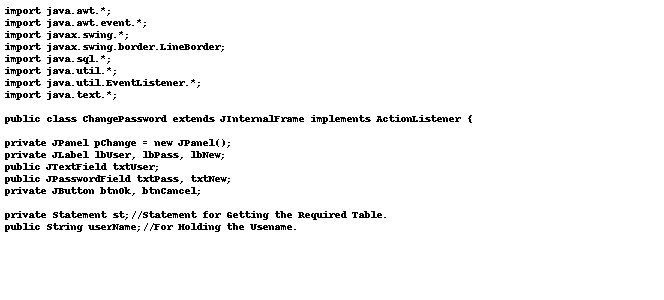 import java.awt.*;
import java.awt.event.*;
import javax.swing.*;
import javax.swing.border.LineBorder;
import java.sql.*;
import java.util.*;
import java.util.EventListener.*;
import java.text.*;
public class ChangePassword extends JInternalFrame implements ActionListener {
private JPanel pChange = new JPanel();
private JLabel lbUser, lbPass, lbNew;
public JTextField txtUser;
public JPasswordField txtPass, txtNew;
private JButton btnOk, btnCancel;
private Statement st;//Statement for Getting the Required Table.
public String userName;//For Holding the Usename.